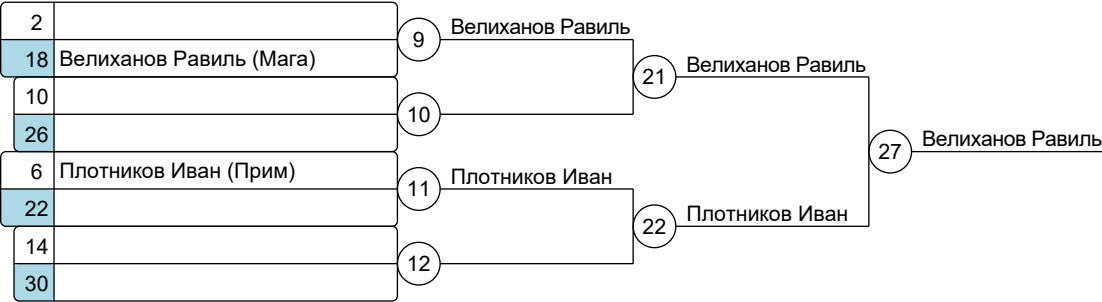 2
9
Велиханов Равиль
18 Велиханов Равиль (Мага)
21
Велиханов Равиль
10
10
26
27
Велиханов Равиль
6 Плотников Иван (Прим)
11
Плотников Иван
22
22
Плотников Иван
14
12
30